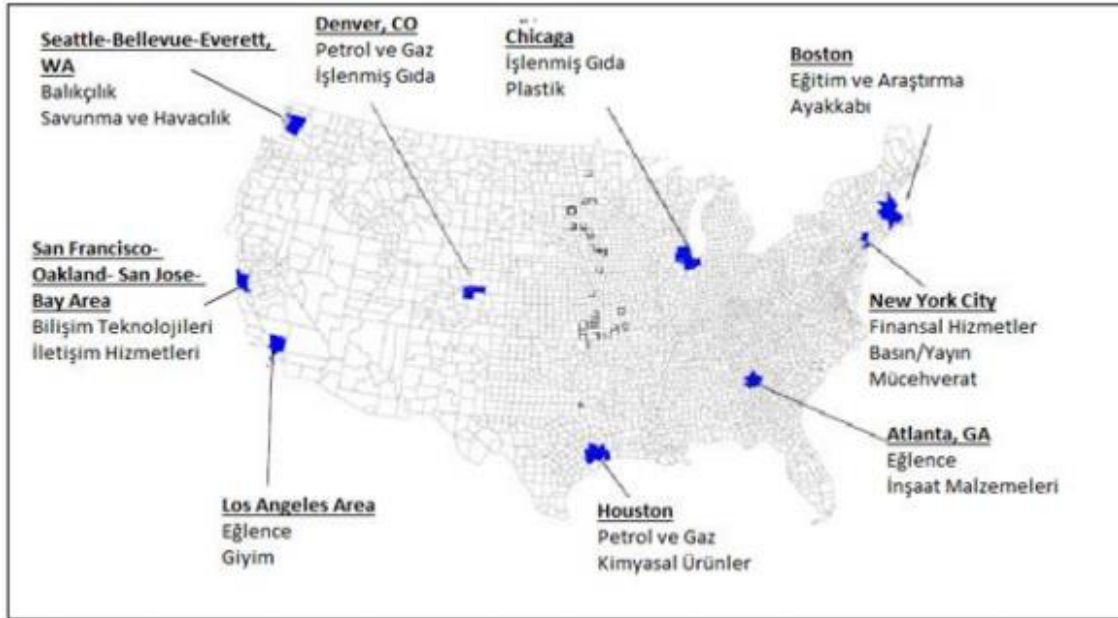 Seattle-Bellevue-Everett,
WA
Balıkçılık
Savunma ve Havacılık
Denver, CO
Petrol ve Gaz
İşlenmiş Gıda
Chicaga
İşlenmiş Gıda
Plastik
Boston
Eğitim ve Araştırma
Ayakkabı
San Francisco-
Oakland- San Jose-
Bay Area
Bilişim Teknolojileri
İletişim Hizmetleri
New York City
Finansal Hizmetler
Basın/Yayın
Mücehverat
Atlanta, GA
Eğlence
İnşaat Malzemeleri
Los Angeles Area
Eğlence
Giyim
Houston
Petrol ve Gaz
Kimyasal Ürünler